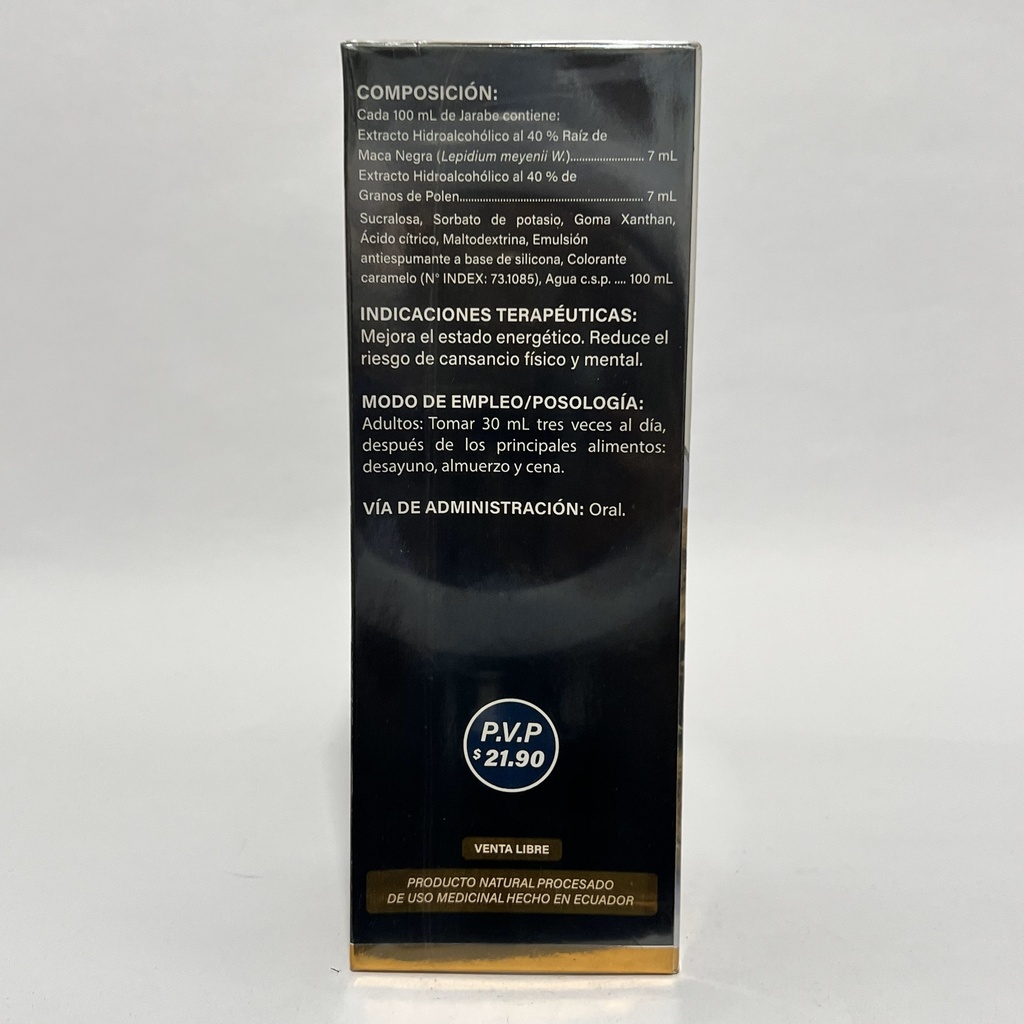 COMPOSICIÓN:
Cada 100 mL de Jarabe contiene:
Extracto Hidroalcohólico al 40 % Raíz de
Maca Negra (Lepidium meyenii W.)......................... 7 mL
Extracto Hidroalcohólico al 40 % de
Granos de Polen................................................................ 7 mL
Sucralosa, Sorbato de potasio, Goma Xanthan,
Ácido cítrico, Maltodextrina, Emulsión
antiespumante a base de silicona, Colorante
caramelo (N° INDEX: 73.1085), Agua c.s.p. .... 100 mL
INDICACIONES TERAPÉUTICAS:
Mejora el estado energético. Reduce el
riesgo de cansancio físico y mental.
MODO DE EMPLEO/POSOLOGÍA:
Adultos: Tomar 30 mL tres veces al día,
después de los principales alimentos:
desayuno, almuerzo y cena.
VÍA DE ADMINISTRACIÓN: Oral.
P.V.P
$ 21.90
VENTA LIBRE
PRODUCTO NATURAL PROCESADO
DE USO MEDICINAL HECHO EN ECUADOR